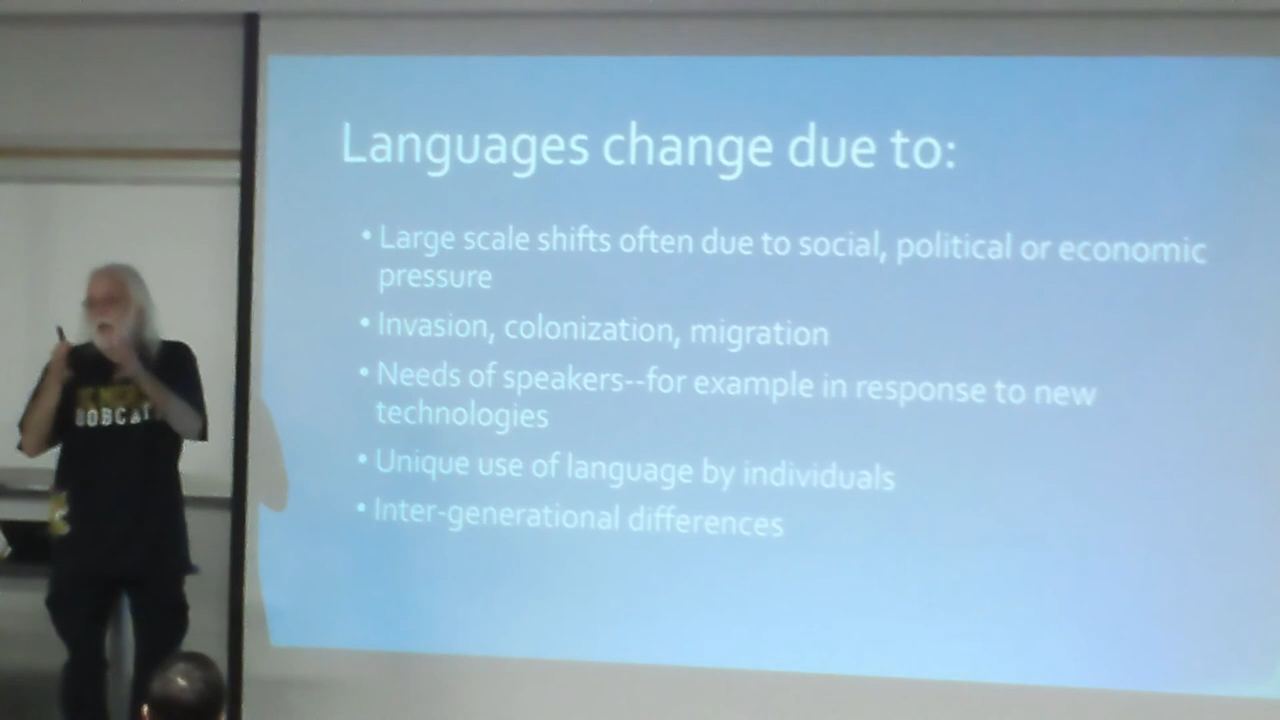 Languages change due to:
• Large scale shifts often due to social, political or economic
pressure
• Invasion, colonization, migration
• Needs of speakers--for example in response to new
technologies
• Unique use of language by individuals
• Inter-generational differences